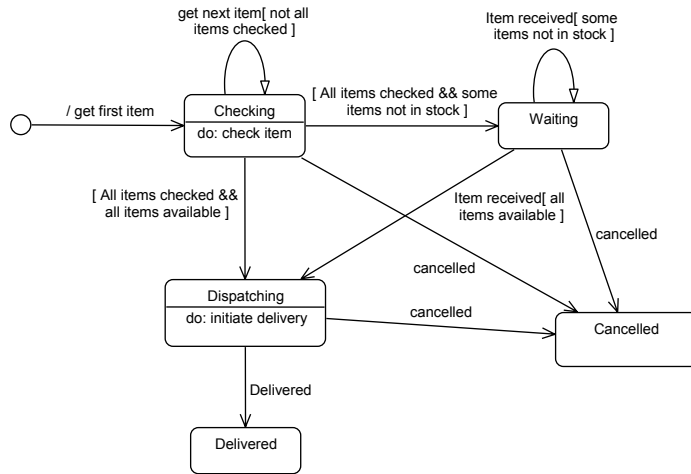 get next item[ not all
items checked ]
Item received[ some
items not in stock ]
/ get first item
Checking
do: check item
[ All items checked && some
items not in stock ]
Waiting
[ All items checked &&
all items available ]
Item received[ all
items available ]
cancelled
cancelled
Dispatching
do: initiate delivery
cancelled
Cancelled
Delivered
Delivered